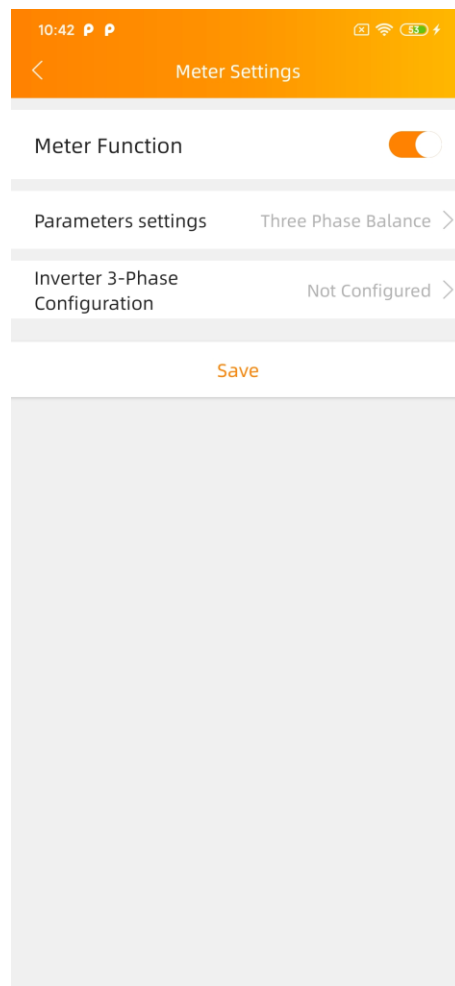 10:42 P P
53
Meter Settings
Meter Function
Parameters settings Three Phase Balance
Inverter 3-Phase
Configuration
Not Configured
Save